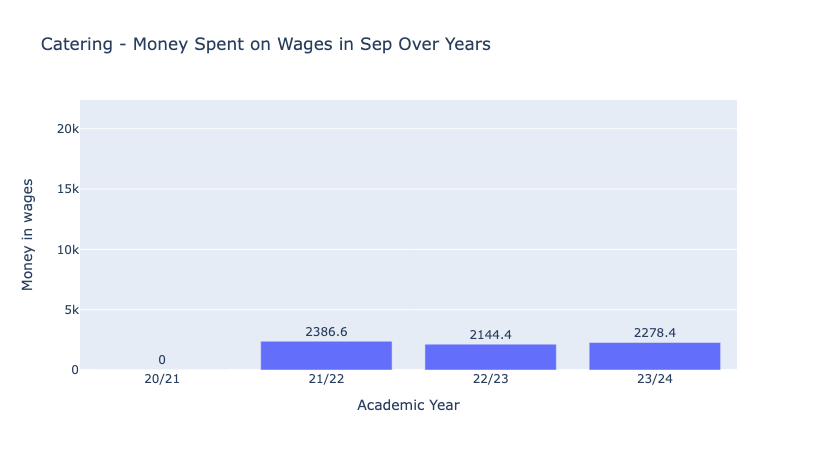 Catering - Money Spent on Wages in Sep Over Years
20k
15k
10k
5k
0
Money in wages
0
2386.6
2144.4
2278.4
20/21
21/22
22/23
23/24
Academic Year